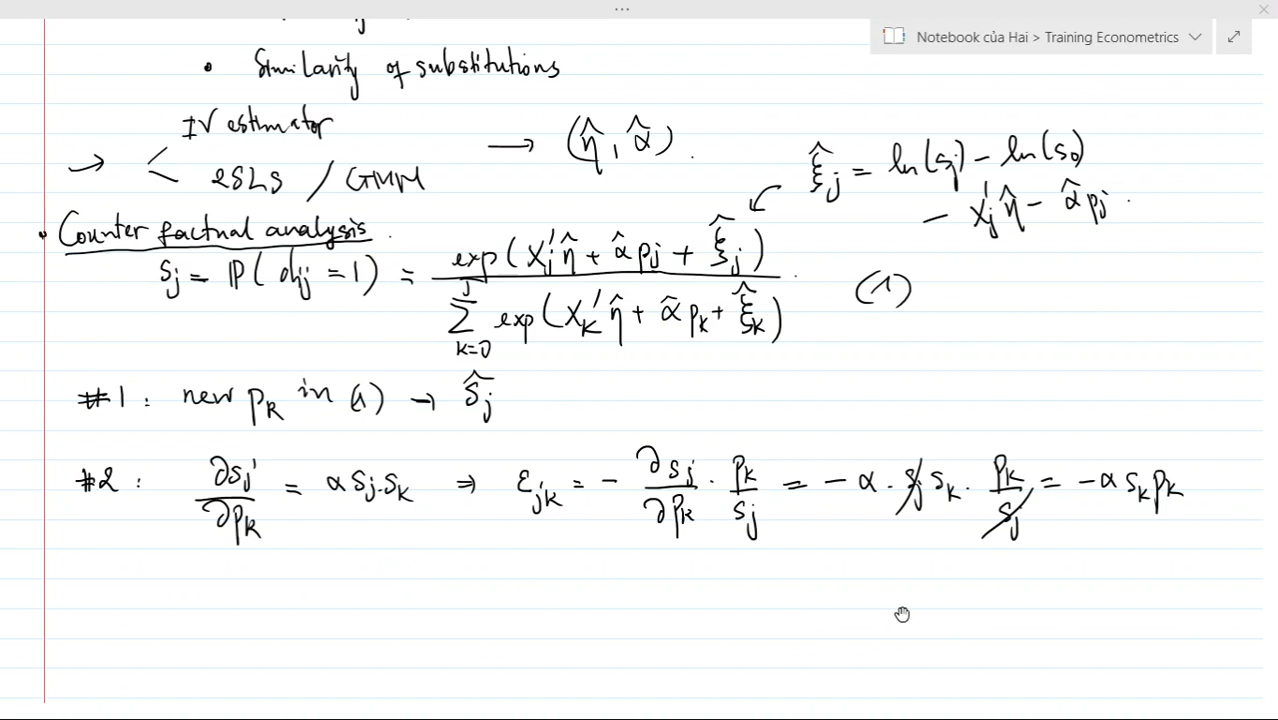 Notebook của Hai > Training Econometrics
• Similarity of substitutions
IV estimator
→ < 2SLS / GMM → (η̂, α̂).
ξ̂j = ln(sj) − ln(s0)
− Xj'η̂ − α̂pj.
• Counter factual analysis
sj = ℙ(dij = 1) = exp(Xj'η̂ + α̂pj + ξ̂j) / Σ_{k=0}^{J} exp(Xk'η̂ + α̂pk + ξ̂k). (1)
#1 : new pk in (1) → ŝj
#2 : ∂sj/∂pk = α sj.sk ⇒ εjk = − ∂sj/∂pk · pk/sj = − α · sj sk · pk/sj = − α sk pk